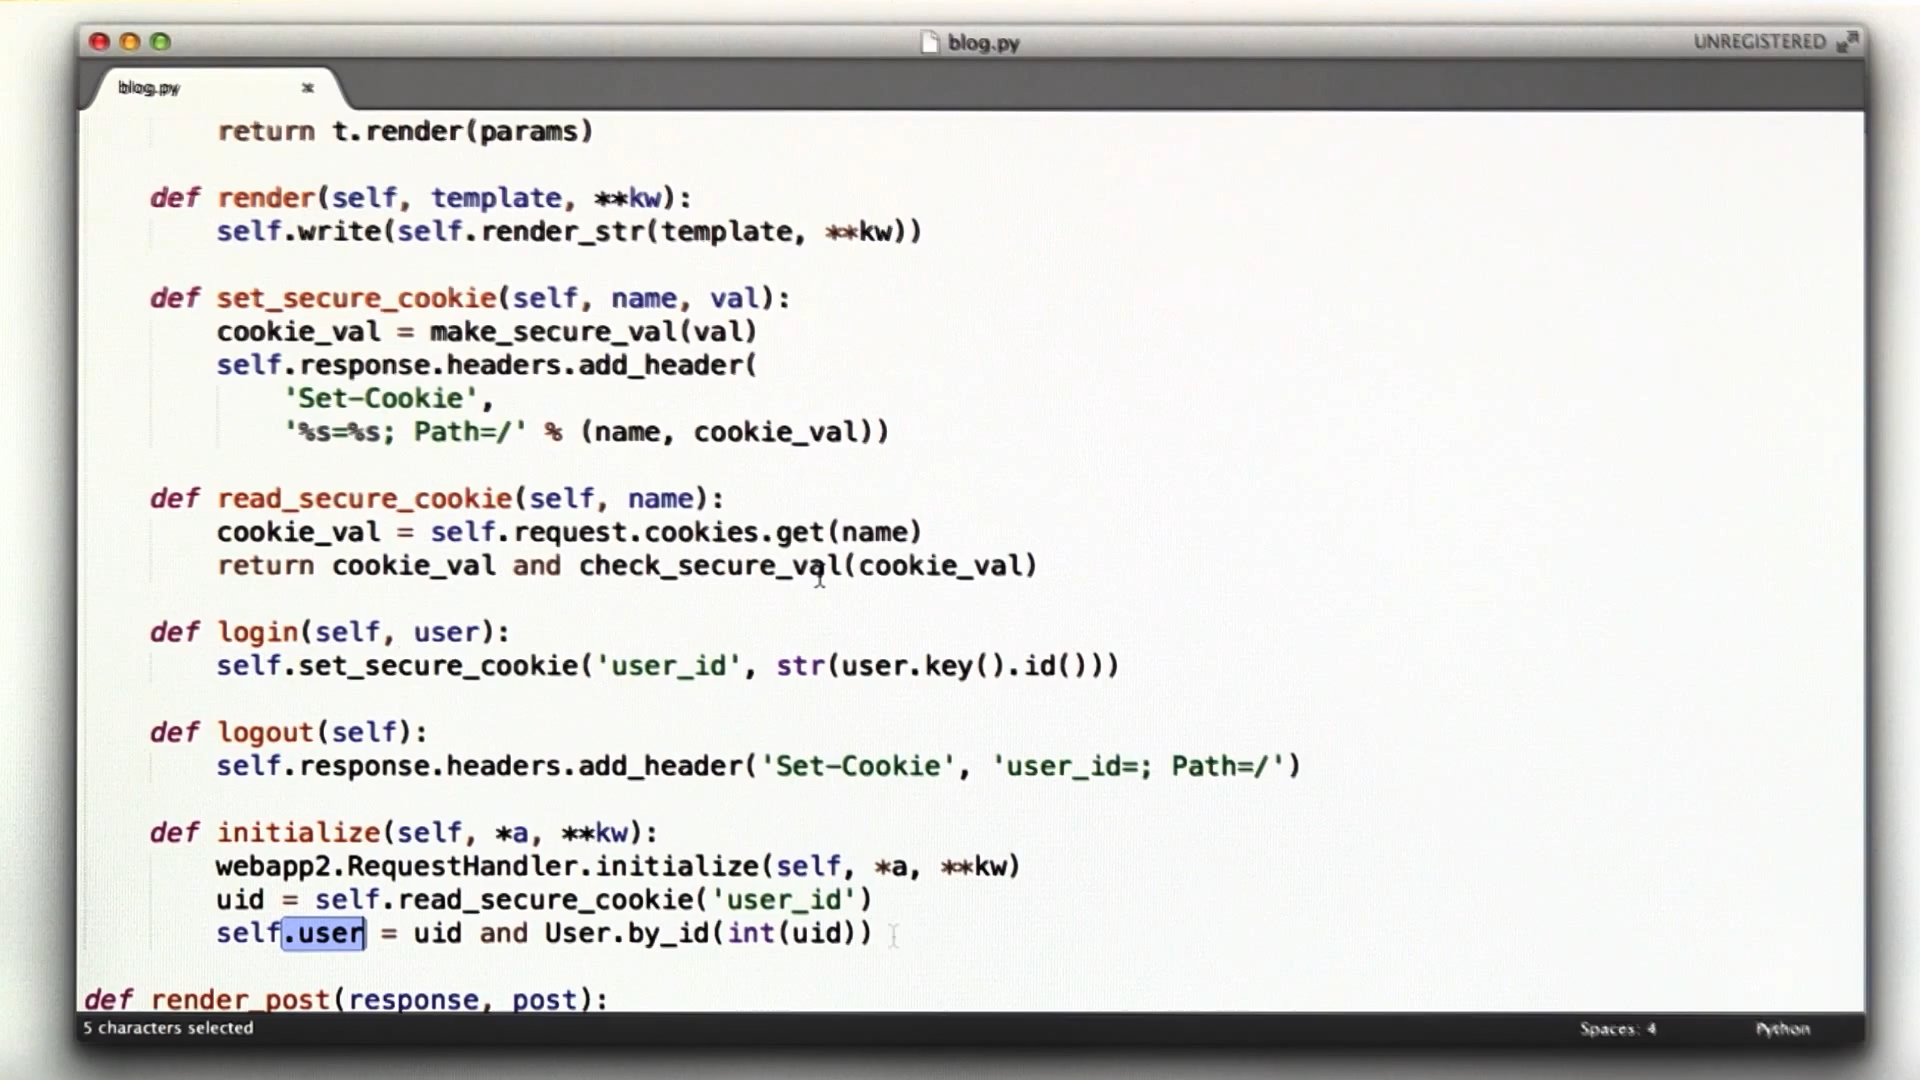 blog.py
UNREGISTERED
blog.py
return t.render(params)
def render(self, template, **kw):
self.write(self.render_str(template, **kw))
def set_secure_cookie(self, name, val):
cookie_val = make_secure_val(val)
self.response.headers.add_header(
'Set-Cookie',
'%s=%s; Path=/' % (name, cookie_val))
def read_secure_cookie(self, name):
cookie_val = self.request.cookies.get(name)
return cookie_val and check_secure_val(cookie_val)
def login(self, user):
self.set_secure_cookie('user_id', str(user.key().id()))
def logout(self):
self.response.headers.add_header('Set-Cookie', 'user_id=; Path=/')
def initialize(self, *a, **kw):
webapp2.RequestHandler.initialize(self, *a, **kw)
uid = self.read_secure_cookie('user_id')
self.user = uid and User.by_id(int(uid))
def render_post(response, post):
5 characters selected
Spaces: 4
Python